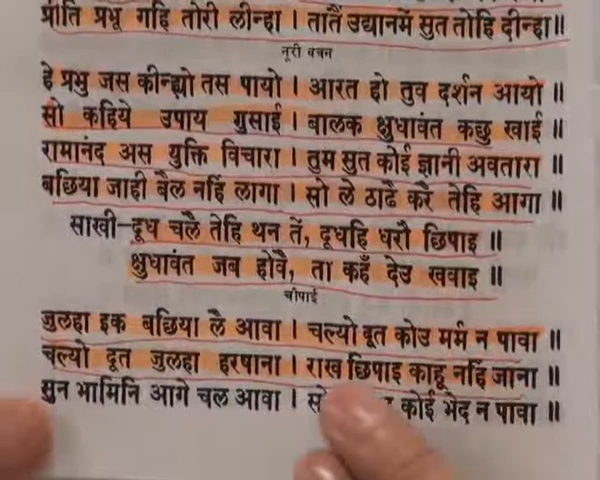 प्रीति प्रभू गहि तोरी लीन्हा । तातैं उद्यानमें सुत तोहि दीन्हा॥
नूरी वचन
हे प्रभु जस कीन्ह्यो तस पायो । आरत हो तुव दर्शन आयो ॥
सो कहिये उपाय गुसाई । बालक क्षुधावंत कछु खाई ॥
रामानंद अस युक्ति विचारा । तुम सुत कोई ज्ञानी अवतारा ॥
बछिया जाही बैल नहिं लागा । सो ले ठाढै करै तेहि आगा ॥
साखी-दूध चलै तेहि थन तें, दूधहि धरौ छिपाइ ॥
क्षुधावंत जब होवै, ता कहँ देउ खवाइ ॥
चौपाई
जुलहा इक बछिया लै आवा । चल्यो दूत कोउ मर्म न पावा ॥
चल्यो दूत जुलहा हरषाना । राख छिपाइ काहू नहिं जाना ॥
सुन भामिनि आगे चल आवा । कोई भेद न पावा ॥